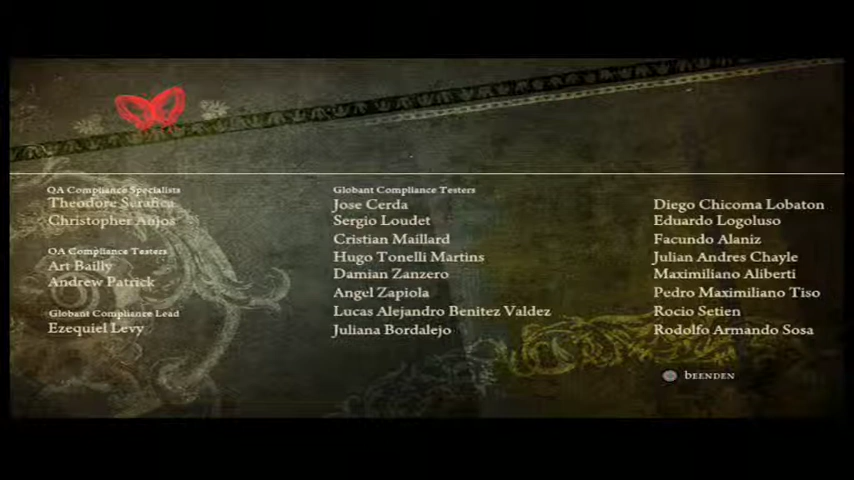 QA Compliance Specialists
Theodore Serafica
Christopher Anjos
QA Compliance Testers
Art Bailly
Andrew Patrick
Globant Compliance Lead
Ezequiel Levy
Globant Compliance Testers
Jose Cerda
Sergio Loudet
Cristian Maillard
Hugo Tonelli Martins
Damian Zanzero
Angel Zapiola
Lucas Alejandro Benitez Valdez
Juliana Bordalejo
Diego Chicoma Lobaton
Eduardo Logoluso
Facundo Alaniz
Julian Andres Chayle
Maximiliano Aliberti
Pedro Maximiliano Tiso
Rocio Setien
Rodolfo Armando Sosa
beenden